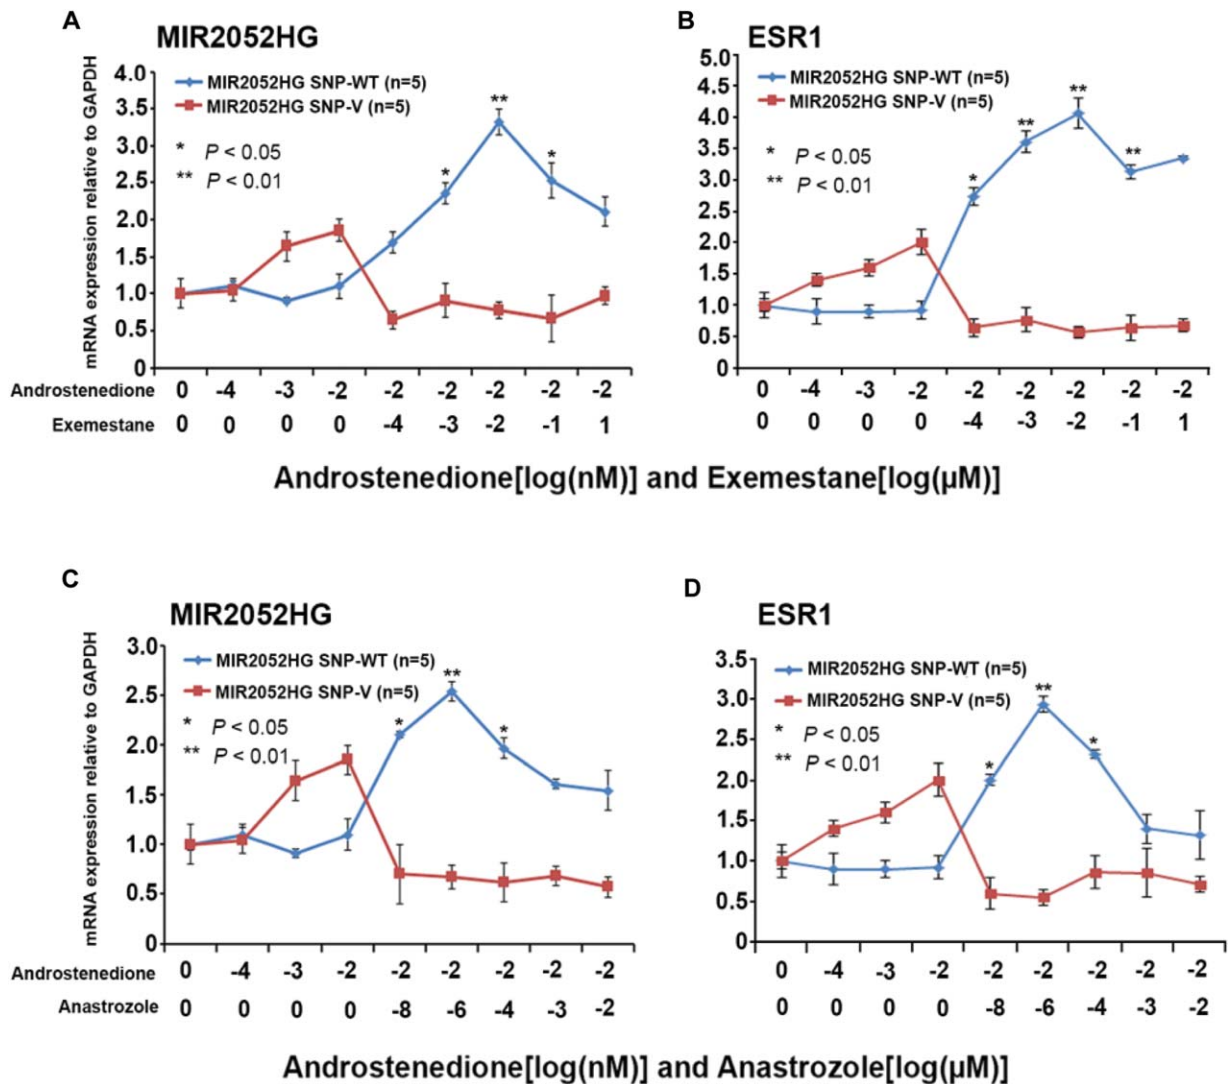 A
MIR2052HG
mRNA expression relative to GAPDH
MIR2052HG SNP-WT (n=5)
MIR2052HG SNP-V (n=5)
* P < 0.05
** P < 0.01
4.0
3.5
3.0
2.5
2.0
1.5
1.0
0.5
0
**
*
*
Androstenedione 0 -4 -3 -2 -2 -2 -2 -2 -2
Exemestane 0 0 0 0 -4 -3 -2 -1 1
B
ESR1
MIR2052HG SNP-WT (n=5)
MIR2052HG SNP-V (n=5)
* P < 0.05
** P < 0.01
5.0
4.5
4.0
3.5
3.0
2.5
2.0
1.5
1.0
0.5
0
*
**
**
**
0 -4 -3 -2 -2 -2 -2 -2 -2
0 0 0 0 -4 -3 -2 -1 1
Androstenedione[log(nM)] and Exemestane[log(µM)]
C
MIR2052HG
mRNA expression relative to GAPDH
MIR2052HG SNP-WT (n=5)
MIR2052HG SNP-V (n=5)
* P < 0.05
** P < 0.01
3.0
2.5
2.0
1.5
1.0
0.5
0
*
**
*
Androstenedione 0 -4 -3 -2 -2 -2 -2 -2 -2
Anastrozole 0 0 0 0 -8 -6 -4 -3 -2
D
ESR1
MIR2052HG SNP-WT (n=5)
MIR2052HG SNP-V (n=5)
* P < 0.05
** P < 0.01
3.5
3.0
2.5
2.0
1.5
1.0
0.5
0
*
**
*
0 -4 -3 -2 -2 -2 -2 -2 -2
0 0 0 0 -8 -6 -4 -3 -2
Androstenedione[log(nM)] and Anastrozole[log(µM)]